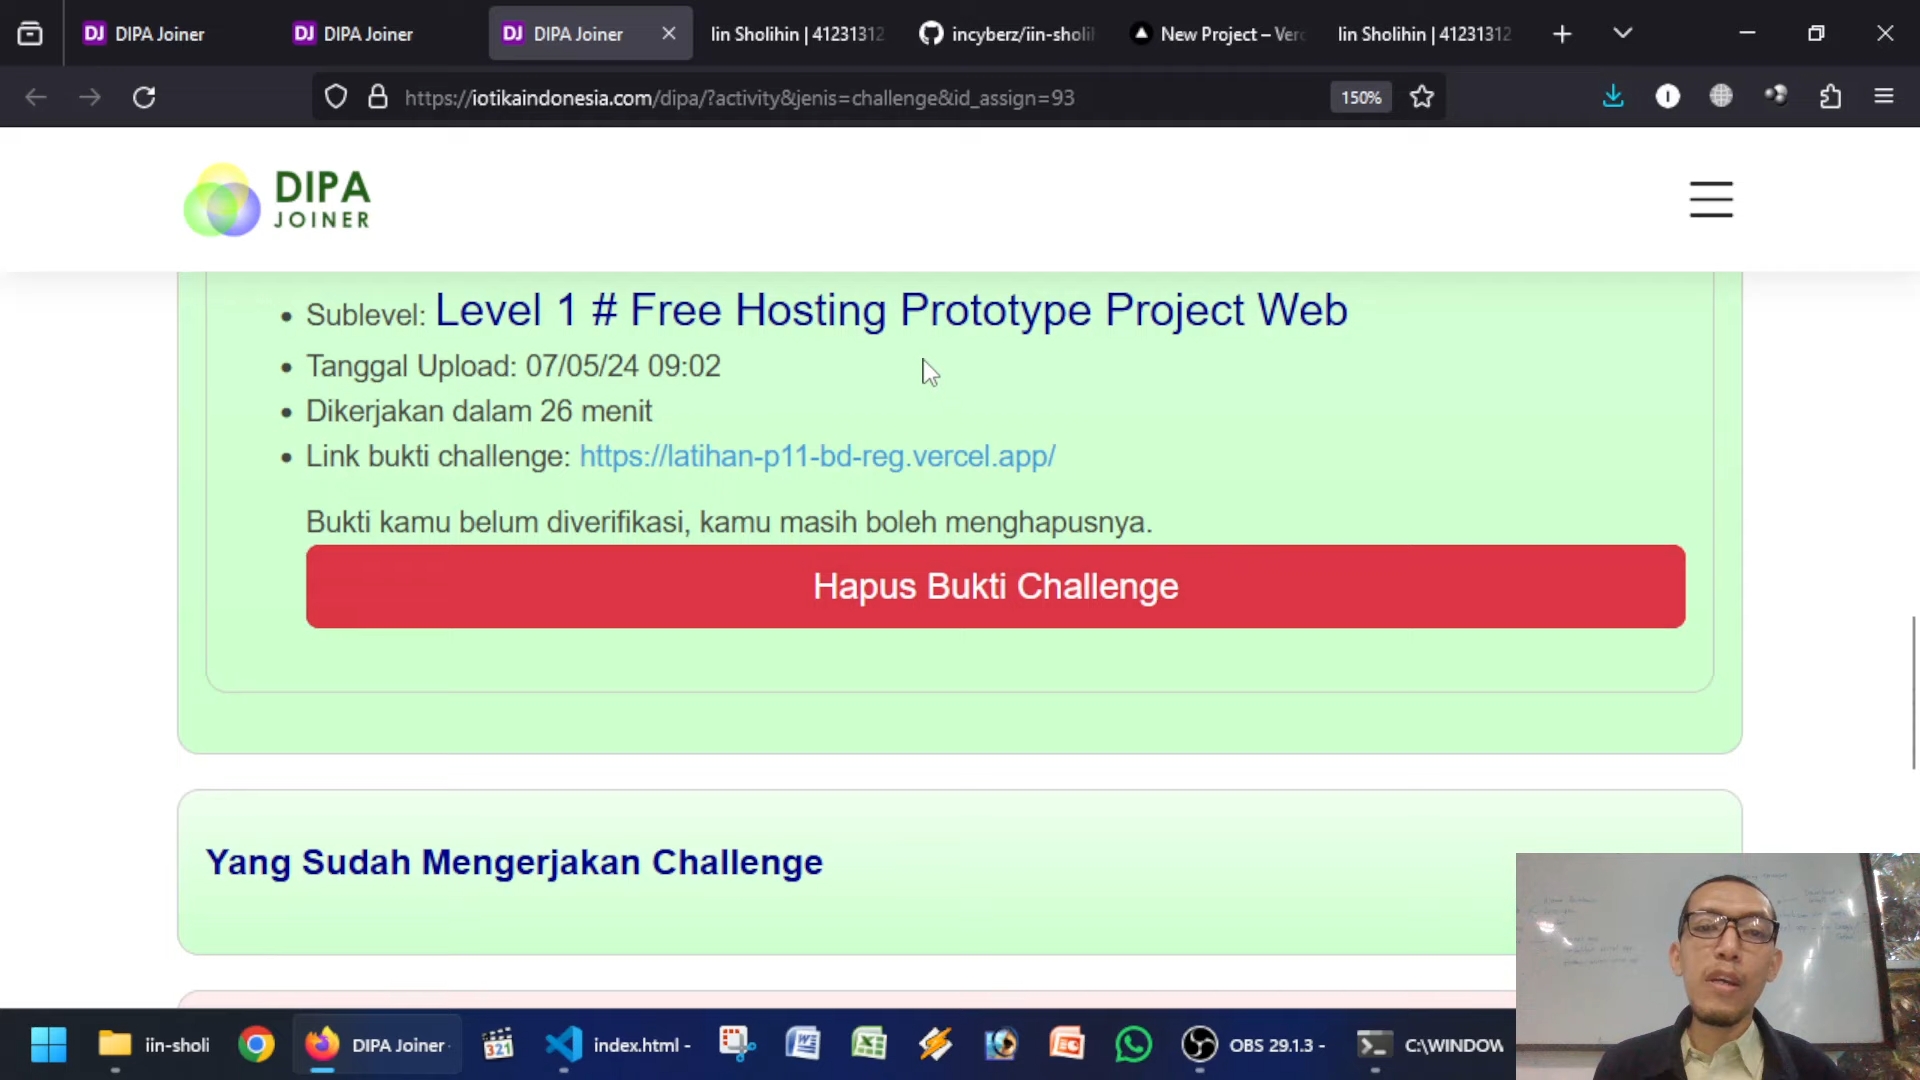 DIPA Joiner
DIPA Joiner
DIPA Joiner
Iin Sholihin | 41231312
incyberz/iin-sholi
New Project – Verc
Iin Sholihin | 41231312
https://iotikaindonesia.com/dipa/?activity&jenis=challenge&id_assign=93
150%
DIPA
JOINER
Sublevel: Level 1 # Free Hosting Prototype Project Web
Tanggal Upload: 07/05/24 09:02
Dikerjakan dalam 26 menit
Link bukti challenge: https://latihan-p11-bd-reg.vercel.app/
Bukti kamu belum diverifikasi, kamu masih boleh menghapusnya.
Hapus Bukti Challenge
Yang Sudah Mengerjakan Challenge
iin-sholi
DIPA Joiner
321
index.html -
OBS 29.1.3 -
C:\WINDOW